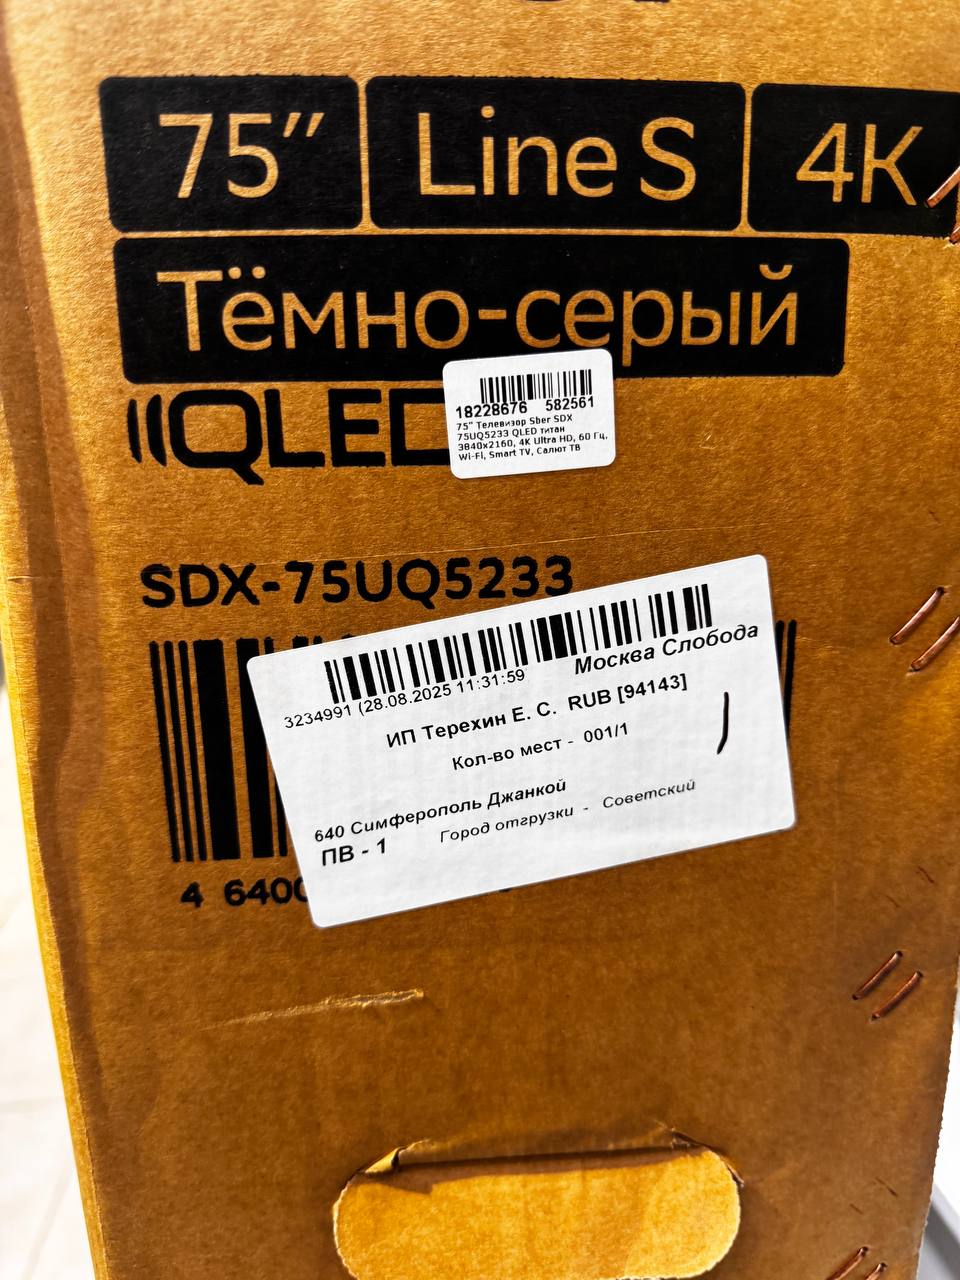 75″ Line S 4K
Тёмно-серый
QLED
18228676 582561
75" Телевизор Sber SDX
75UQ5233 QLED титан
3840x2160, 4K Ultra HD, 60 Гц,
Wi-Fi, Smart TV, Салют ТВ
SDX-75UQ5233
3234991 (28.08.2025 11:31:59 Москва Слобода
ИП Терехин Е. С. RUB [94143]
Кол-во мест - 001/1
640 Симферополь Джанкой
ПВ - 1 Город отгрузки - Советский
4 640